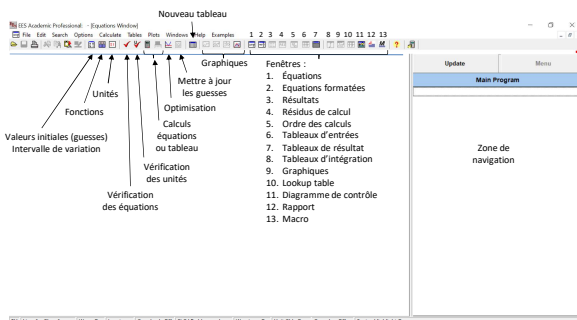 Nouveau tableau
EES Academic Professional: - [Equations Window]
File Edit Search Options Calculate Tables Plots Windows Help Examples
1 2 3 4 5 6 7 8 9 10 11 12 13
Graphiques
Fenêtres :
1. Équations
2. Equations formatées
3. Résultats
4. Résidus de calcul
5. Ordre des calculs
6. Tableaux d'entrées
7. Tableaux de résultat
8. Tableaux d'intégration
9. Graphiques
10. Lookup table
11. Diagramme de contrôle
12. Rapport
13. Macro
Mettre à jour
les guesses
Unités
Optimisation
Fonctions
Calculs
équations
ou tableau
Valeurs initiales (guesses)
Intervalle de variation
Vérification
des unités
Vérification
des équations
Update
Menu
Main Program
Zone de
navigation